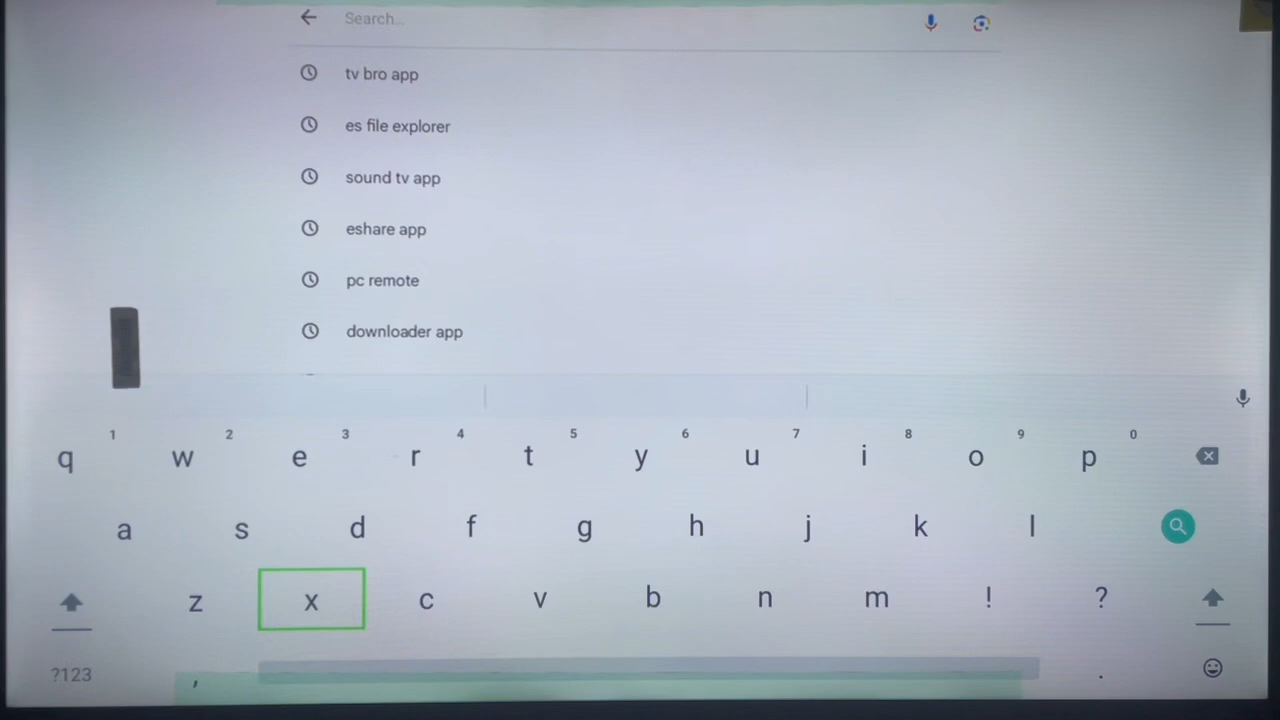 Search...
tv bro app
es file explorer
sound tv app
eshare app
pc remote
downloader app
1 2 3 4 5 6 7 8 9 0
q w e r t y u i o p
a s d f g h j k l
z x c v b n m ! ?
?123 , .